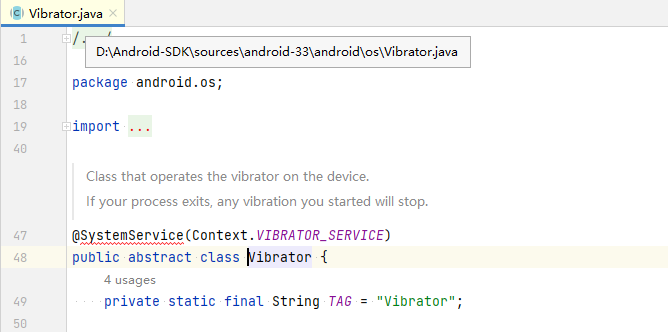 Vibrator.java
1
D:\Android-SDK\sources\android-33\android\os\Vibrator.java
16
17 package android.os;
18
19 import ...
40
Class that operates the vibrator on the device.
If your process exits, any vibration you started will stop.
47 @SystemService(Context.VIBRATOR_SERVICE)
48 public abstract class Vibrator {
4 usages
49 private static final String TAG = "Vibrator";
50